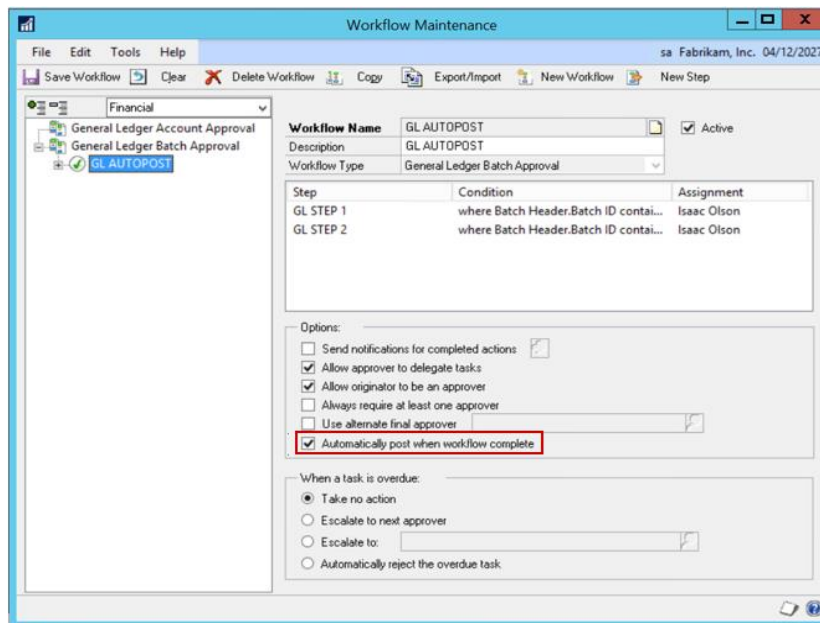 Workflow Maintenance
File Edit Tools Help sa Fabrikam, Inc. 04/12/2027
Save Workflow Clear Delete Workflow Copy Export/Import New Workflow New Step
Financial
General Ledger Account Approval
General Ledger Batch Approval
GL AUTOPOST
Workflow Name GL AUTOPOST Active
Description GL AUTOPOST
Workflow Type General Ledger Batch Approval
Step Condition Assignment
GL STEP 1 where Batch Header.Batch ID contai... Isaac Olson
GL STEP 2 where Batch Header.Batch ID contai... Isaac Olson
Options:
Send notifications for completed actions
Allow approver to delegate tasks
Allow originator to be an approver
Always require at least one approver
Use alternate final approver
Automatically post when workflow complete
When a task is overdue:
Take no action
Escalate to next approver
Escalate to:
Automatically reject the overdue task